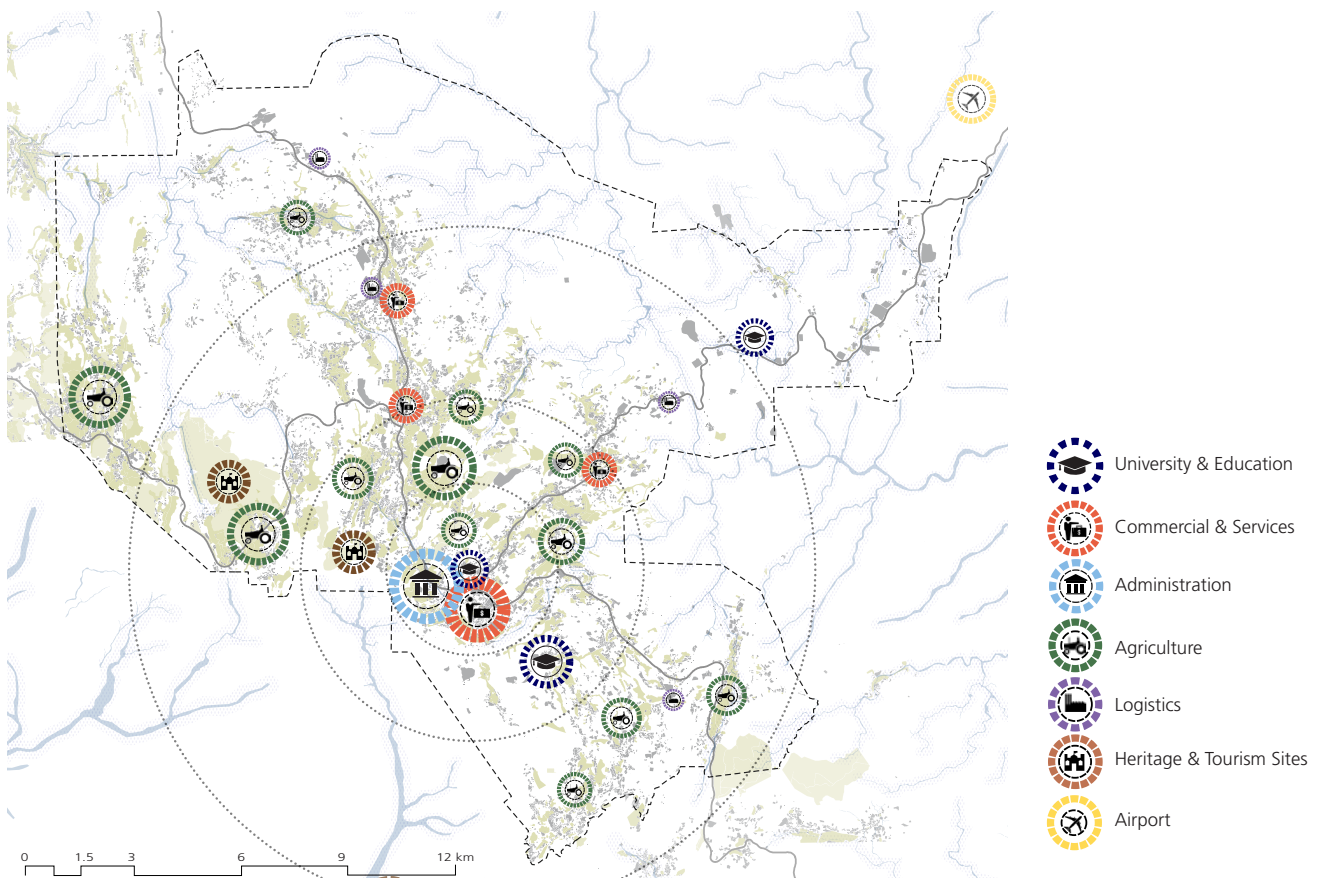 University & Education
Commercial & Services
Administration
Agriculture
Logistics
Heritage & Tourism Sites
Airport
0 1.5 3 6 9 12 km